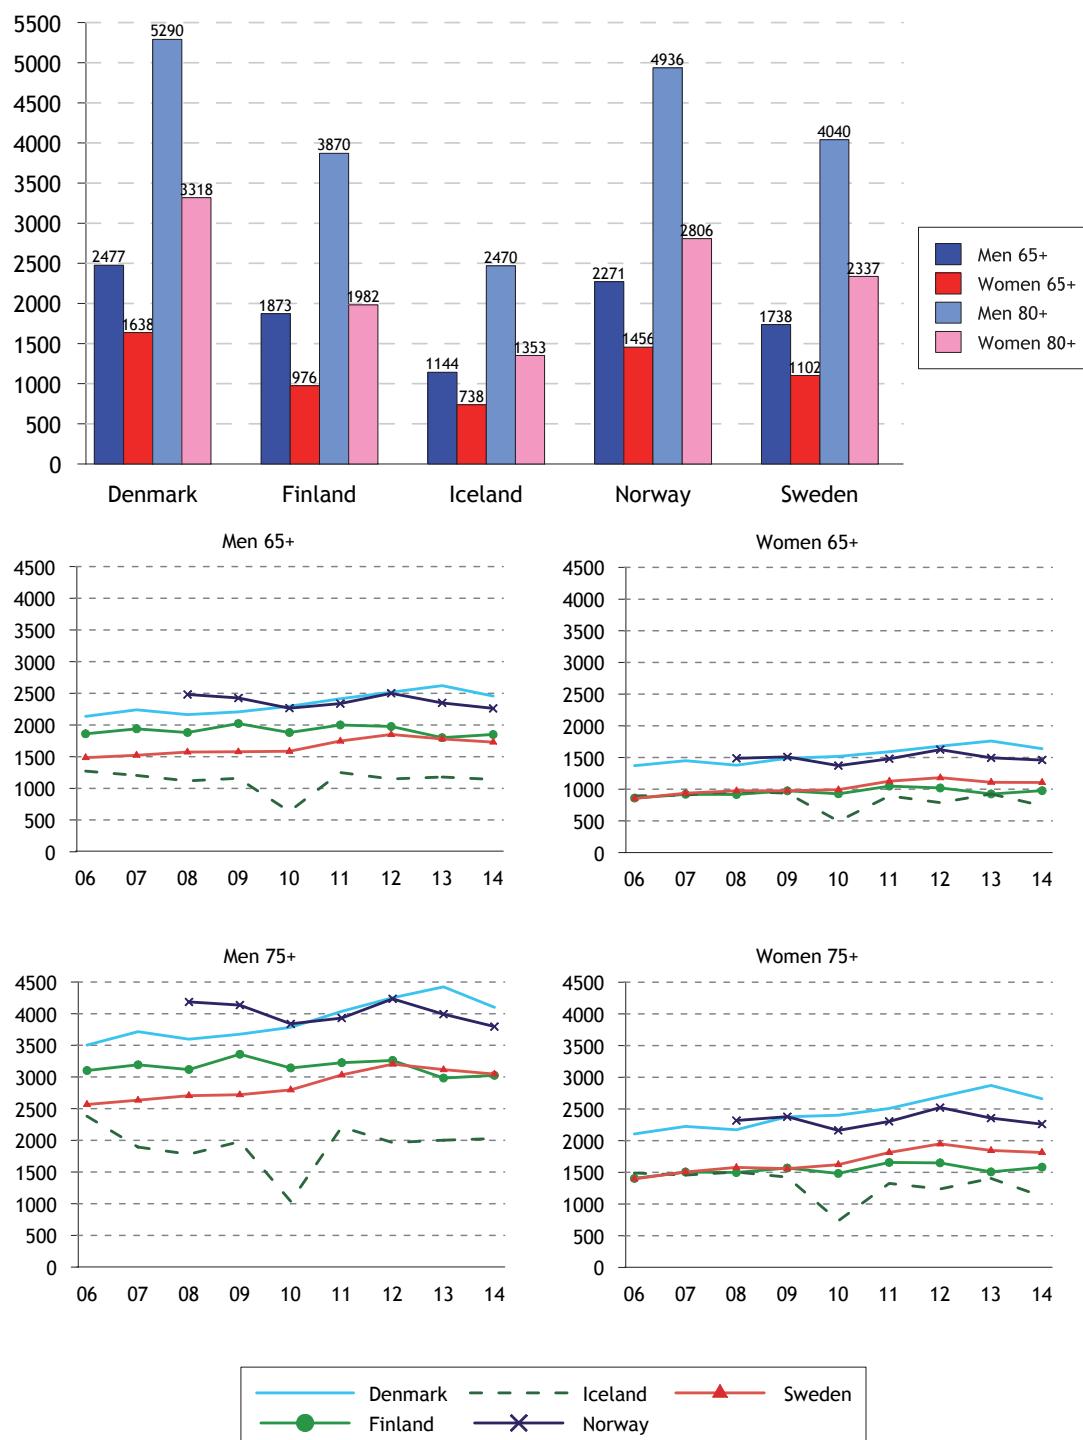 5500
5000
4500
4000
3500
3000
2500
2000
1500
1000
500
0
2477 1638 5290 3318
1873 976 3870 1982
1144 738 2470 1353
2271 1456 4936 2806
1738 1102 4040 2337
Denmark Finland Iceland Norway Sweden
Men 65+
Women 65+
Men 80+
Women 80+
Men 65+
4500
4000
3500
3000
2500
2000
1500
1000
500
0
06 07 08 09 10 11 12 13 14
Women 65+
4500
4000
3500
3000
2500
2000
1500
1000
500
0
06 07 08 09 10 11 12 13 14
Men 75+
4500
4000
3500
3000
2500
2000
1500
1000
500
0
06 07 08 09 10 11 12 13 14
Women 75+
4500
4000
3500
3000
2500
2000
1500
1000
500
0
06 07 08 09 10 11 12 13 14
Denmark Iceland Sweden
Finland Norway